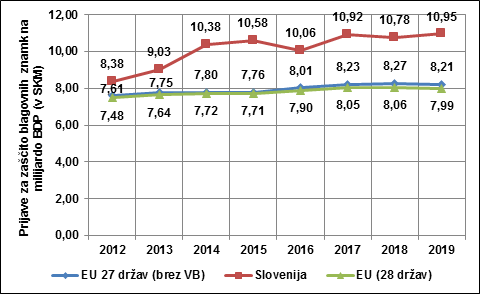 Prijave za zaščito blagovnih znamk na
milijardo BDP (v SKM)
12,00
10,00
8,00
6,00
4,00
2,00
0,00
8,38 9,03 10,38 10,58 10,06 10,92 10,78 10,95
7,61 7,75 7,80 7,76 8,01 8,23 8,27 8,21
7,48 7,64 7,72 7,71 7,90 8,05 8,06 7,99
2012 2013 2014 2015 2016 2017 2018 2019
EU 27 držav (brez VB) Slovenija EU (28 držav)